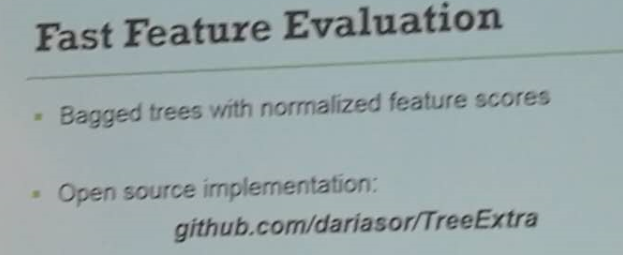 Fast Feature Evaluation
▪ Bagged trees with normalized feature scores
▪ Open source implementation:
github.com/dariasor/TreeExtra